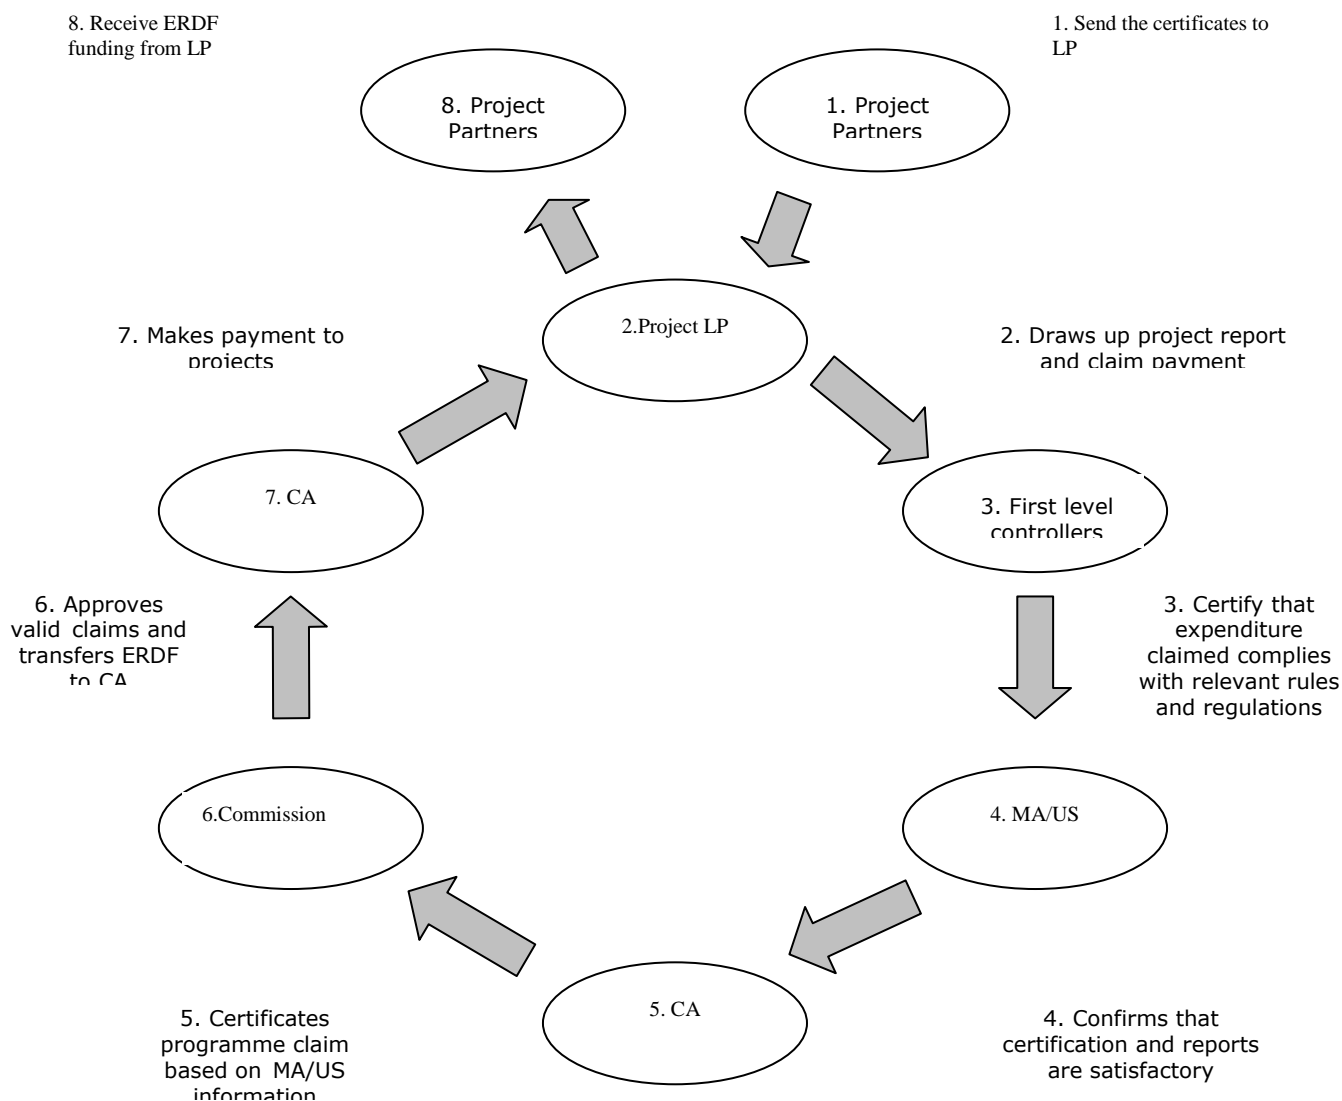 8. Receive ERDF
funding from LP
1. Send the certificates to
LP
8. Project
Partners
1. Project
Partners
2.Project LP
7. Makes payment to
projects
2. Draws up project report
and claim payment
7. CA
3. First level
controllers
6. Approves
valid claims and
transfers ERDF
to CA
3. Certify that
expenditure
claimed complies
with relevant rules
and regulations
6.Commission
4. MA/US
5. CA
5. Certificates
programme claim
based on MA/US
information
4. Confirms that
certification and reports
are satisfactory